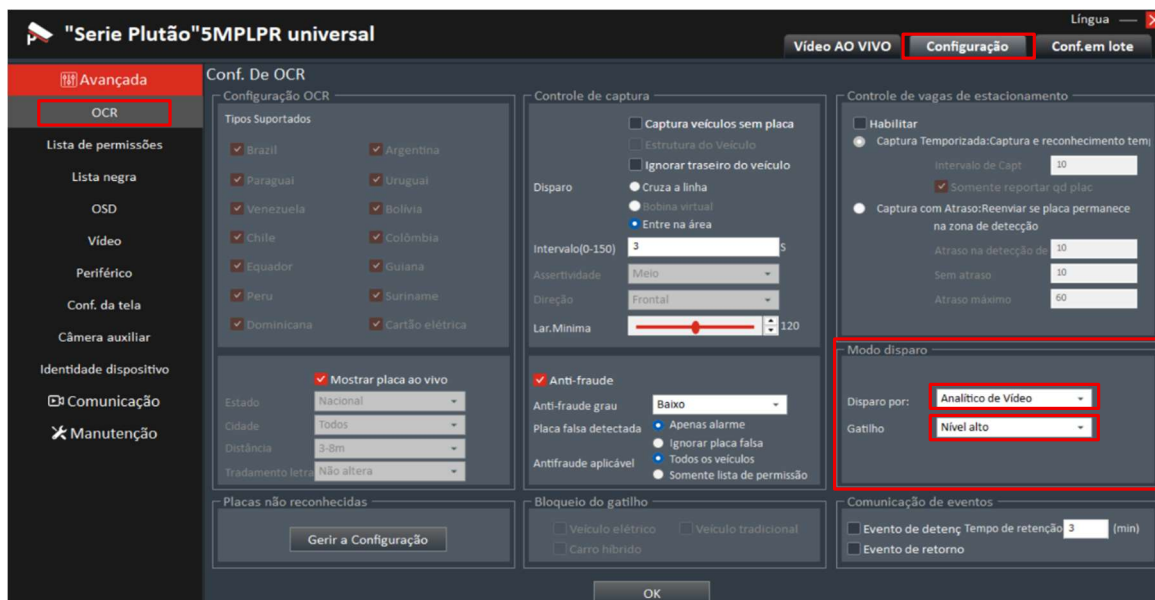 "Serie Plutão"5MPLPR universal
Língua
Vídeo AO VIVO
Configuração
Conf.em lote
Avançada
OCR
Lista de permissões
Lista negra
OSD
Vídeo
Periférico
Conf. da tela
Câmera auxiliar
Identidade dispositivo
Comunicação
Manutenção
Conf. De OCR
Configuração OCR
Tipos Suportados
Brazil Argentina
Paraguai Uruguai
Venezuela Bolívia
Chile Colômbia
Equador Guiana
Peru Suriname
Dominicana Cartão elétrica
Mostrar placa ao vivo
Estado Nacional
Cidade Todos
Distância 3-8m
Tradamento letra Não altera
Placas não reconhecidas
Gerir a Configuração
Controle de captura
Captura veículos sem placa
Estrutura do Veículo
Ignorar traseiro do veículo
Disparo Cruza a linha
Bobina virtual
Entre na área
Intervalo(0-150) 3 S
Assertividade Meio
Direção Frontal
Lar.Minima 120
Anti-fraude
Anti-fraude grau Baixo
Placa falsa detectada Apenas alarme
Ignorar placa falsa
Antifraude aplicável Todos os veículos
Somente lista de permissão
Bloqueio do gatilho
Veículo elétrico Veículo tradicional
Carro híbrido
Controle de vagas de estacionamento
Habilitar
Captura Temporizada:Captura e reconhecimento tem
Intervalo de Capt 10
Somente reportar qd plac
Captura com Atraso:Reenviar se placa permanece
na zona de detecção
Atraso na detecção de 10
Sem atraso 10
Atraso máximo 60
Modo disparo
Disparo por: Analítico de Vídeo
Gatilho Nível alto
Comunicação de eventos
Evento de detenç Tempo de retenção 3 (min)
Evento de retorno
OK